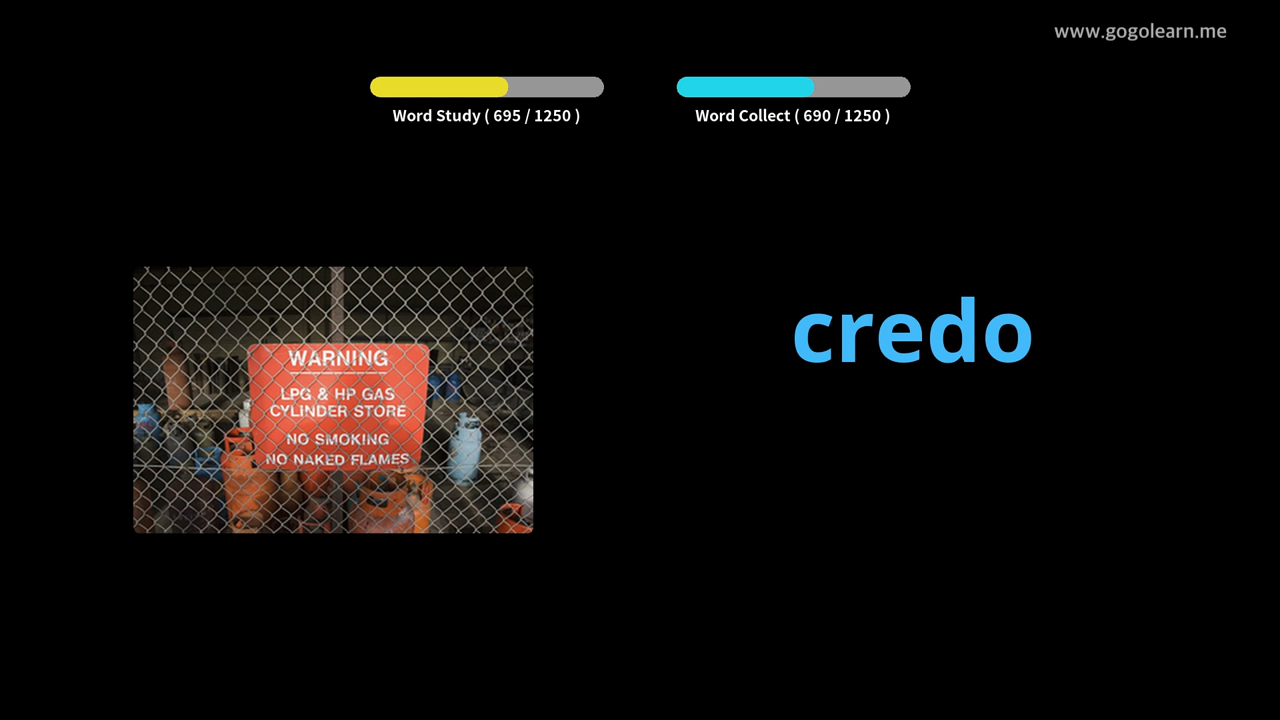 www.gogolearn.me
Word Study ( 695 / 1250 )
Word Collect ( 690 / 1250 )
WARNING
LPG & HP GAS
CYLINDER STORE
NO SMOKING
NO NAKED FLAMES
credo